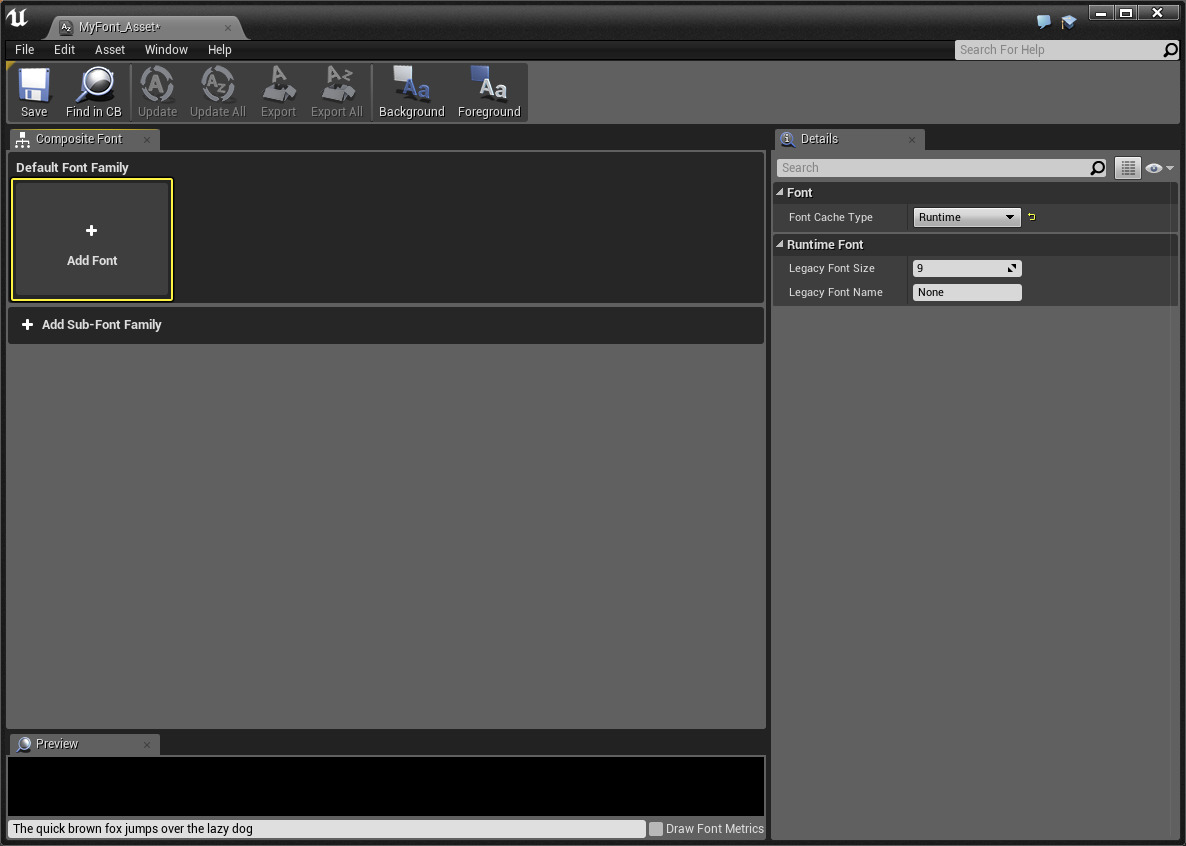 MyFont_Asset*
File Edit Asset Window Help
Search For Help
Save Find in CB Update Update All Export Export All Background Foreground
Composite Font
Default Font Family
+
Add Font
+ Add Sub-Font Family
Preview
The quick brown fox jumps over the lazy dog
Draw Font Metrics
Details
Search
Font
Font Cache Type Runtime
Runtime Font
Legacy Font Size 9
Legacy Font Name None